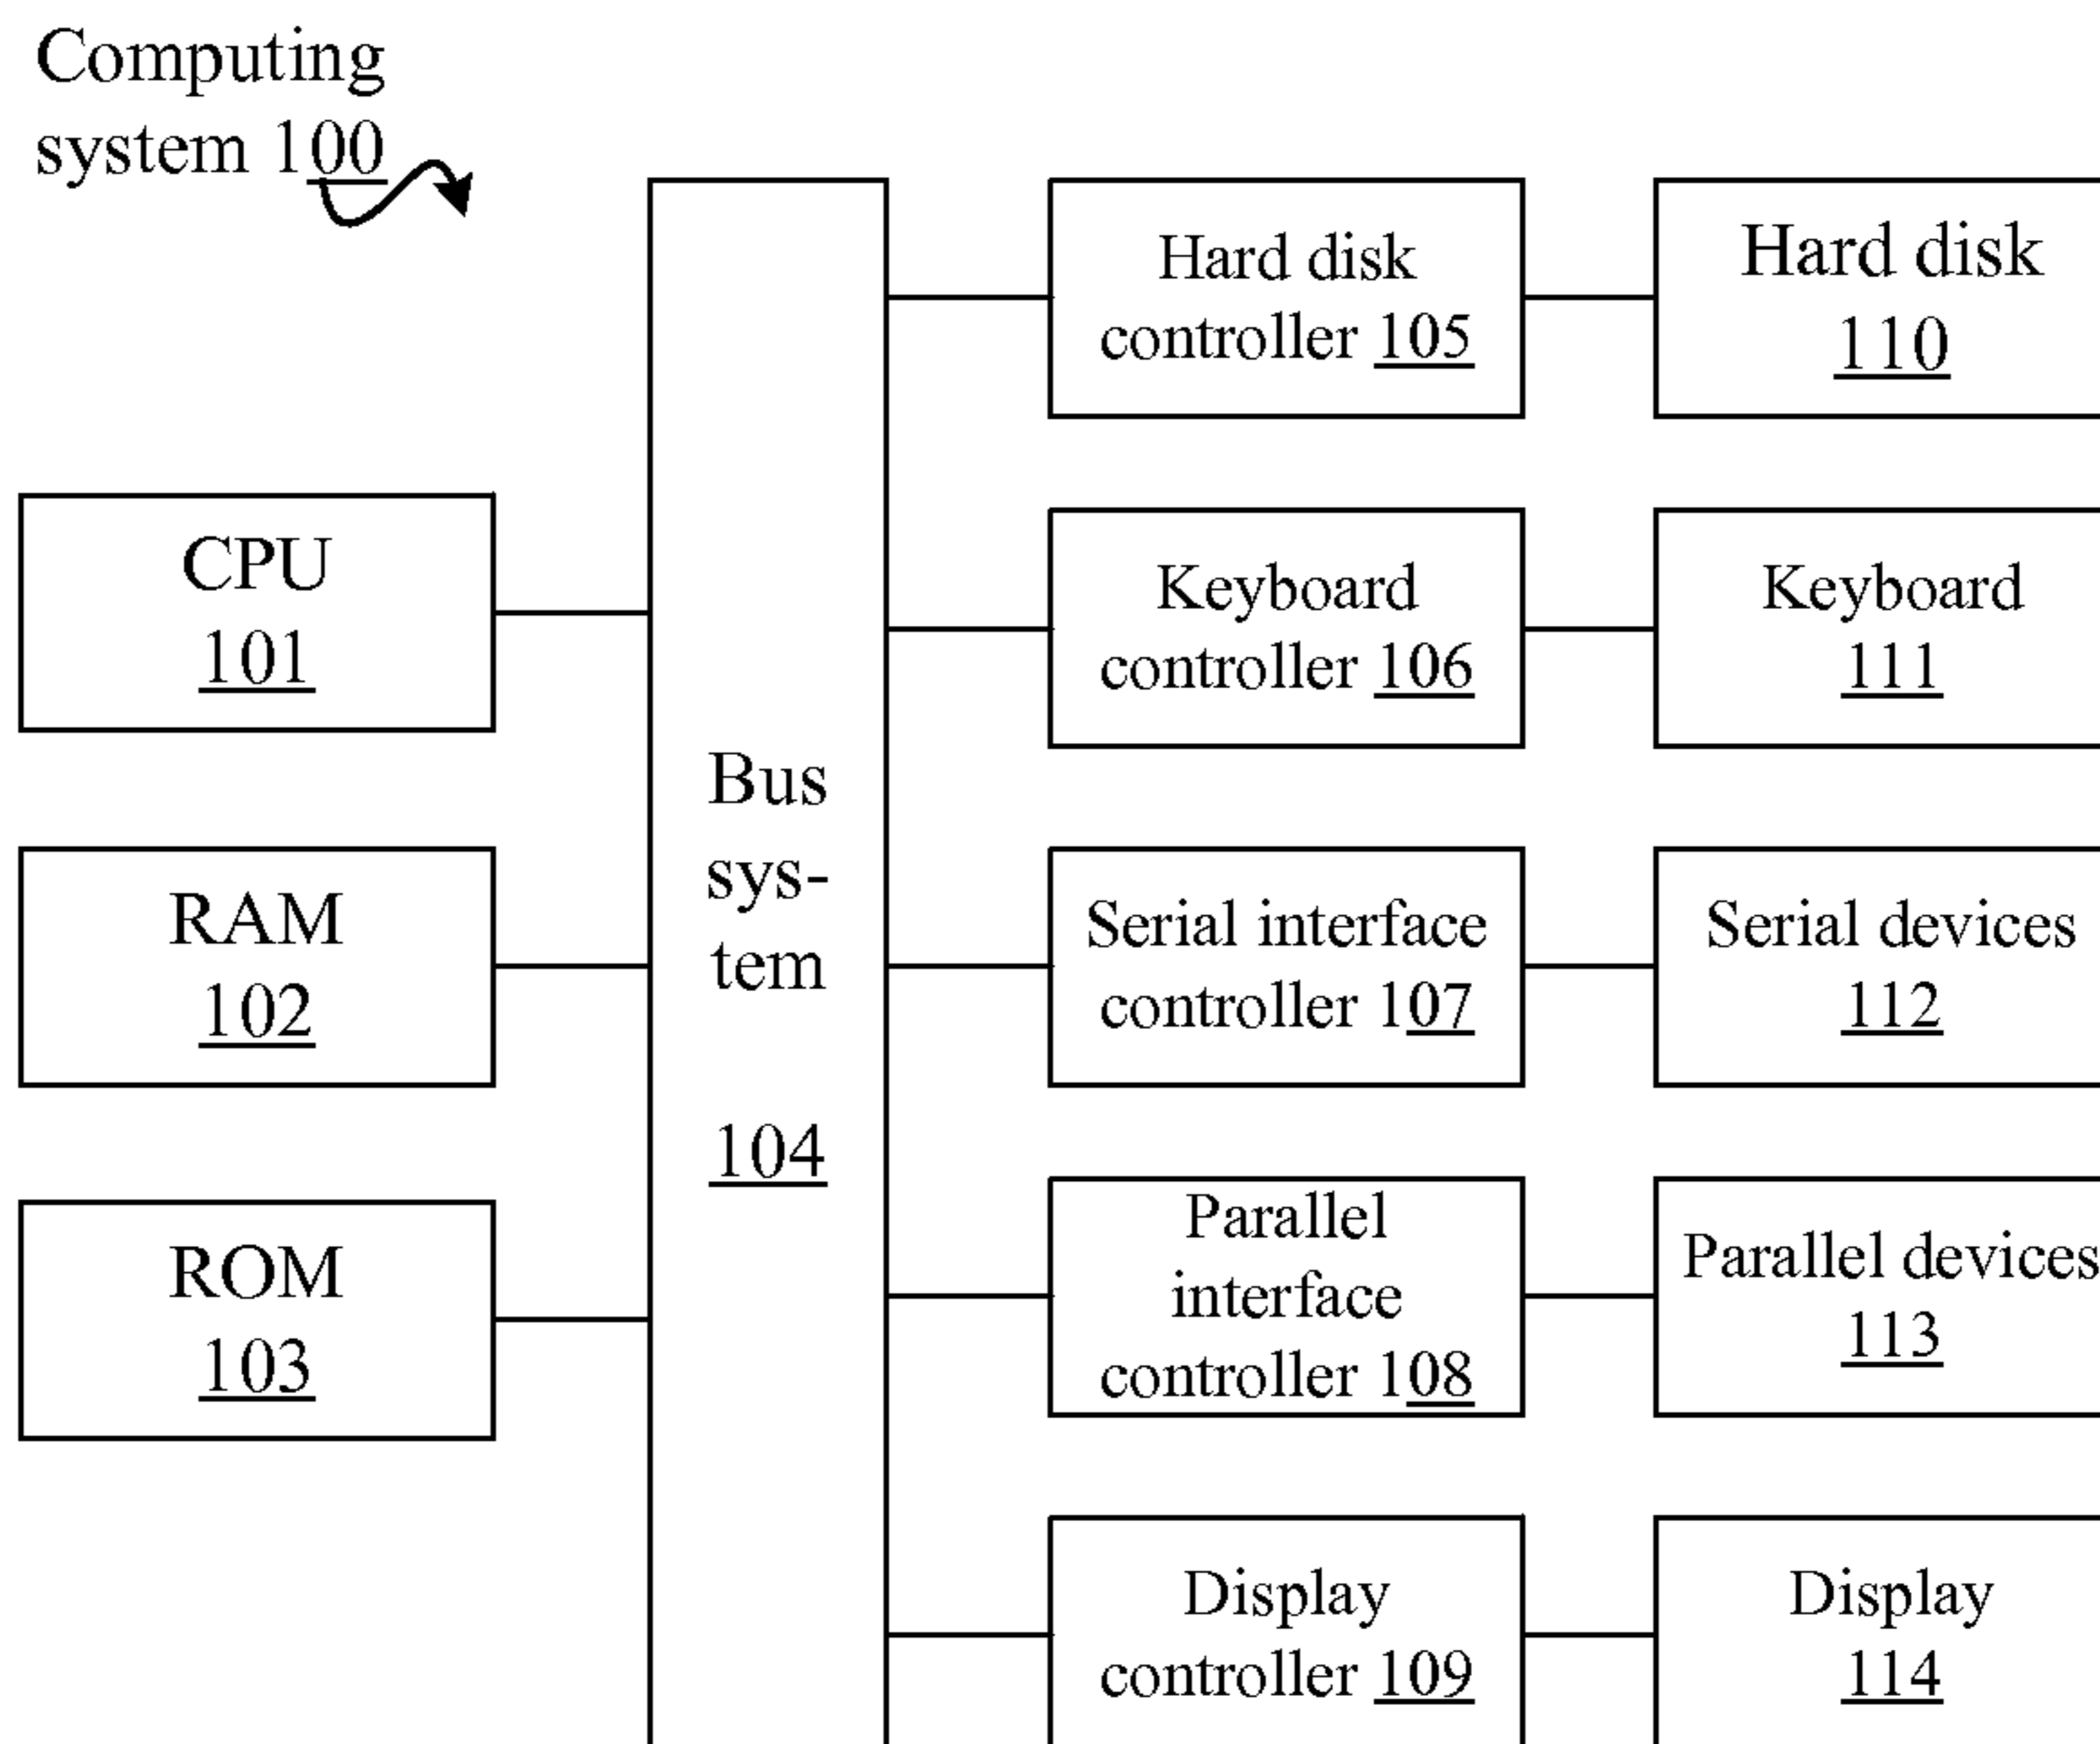 Computing
system 100
Hard disk
controller 105
Hard disk
110
CPU
101
Keyboard
controller 106
Keyboard
111
Bus
sys-
tem
104
RAM
102
Serial interface
controller 107
Serial devices
112
ROM
103
Parallel
interface
controller 108
Parallel devices
113
Display
controller 109
Display
114